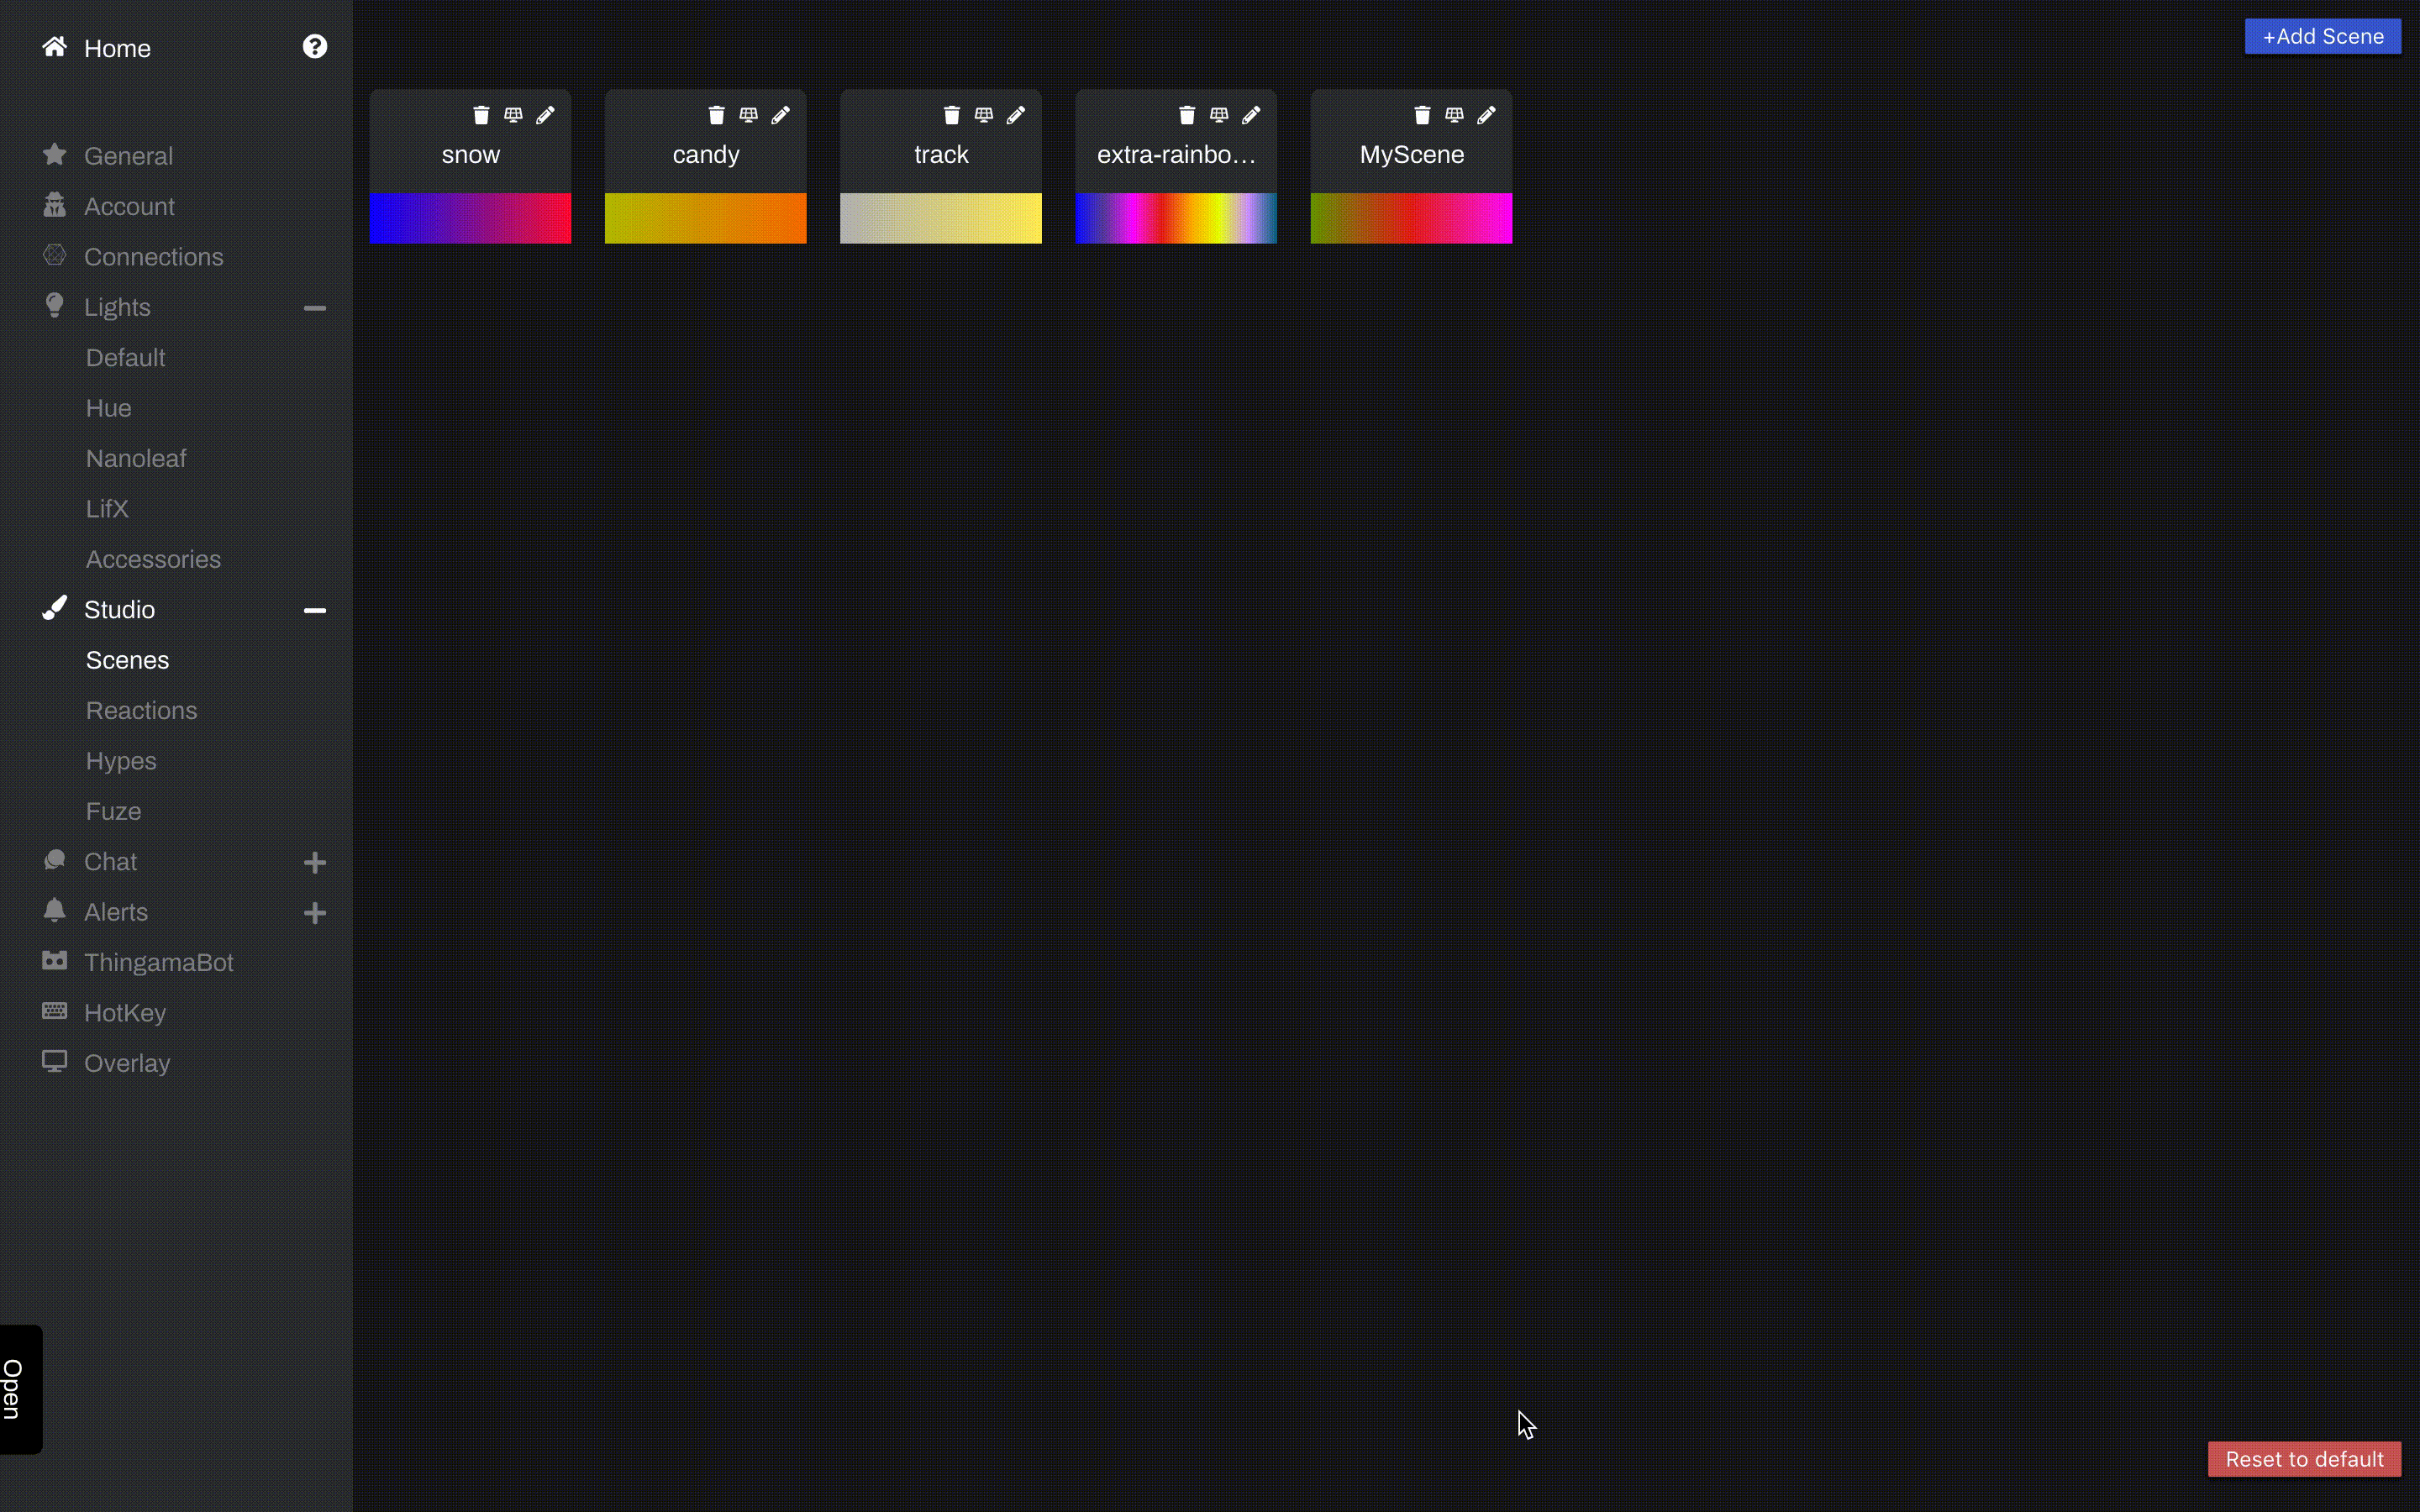 Home
General
Account
Connections
Lights
Default
Hue
Nanoleaf
LifX
Accessories
Studio
Scenes
Reactions
Hypes
Fuze
Chat
Alerts
ThingamaBot
HotKey
Overlay
Open
+Add Scene
snow
candy
track
extra-rainbo...
MyScene
Reset to default